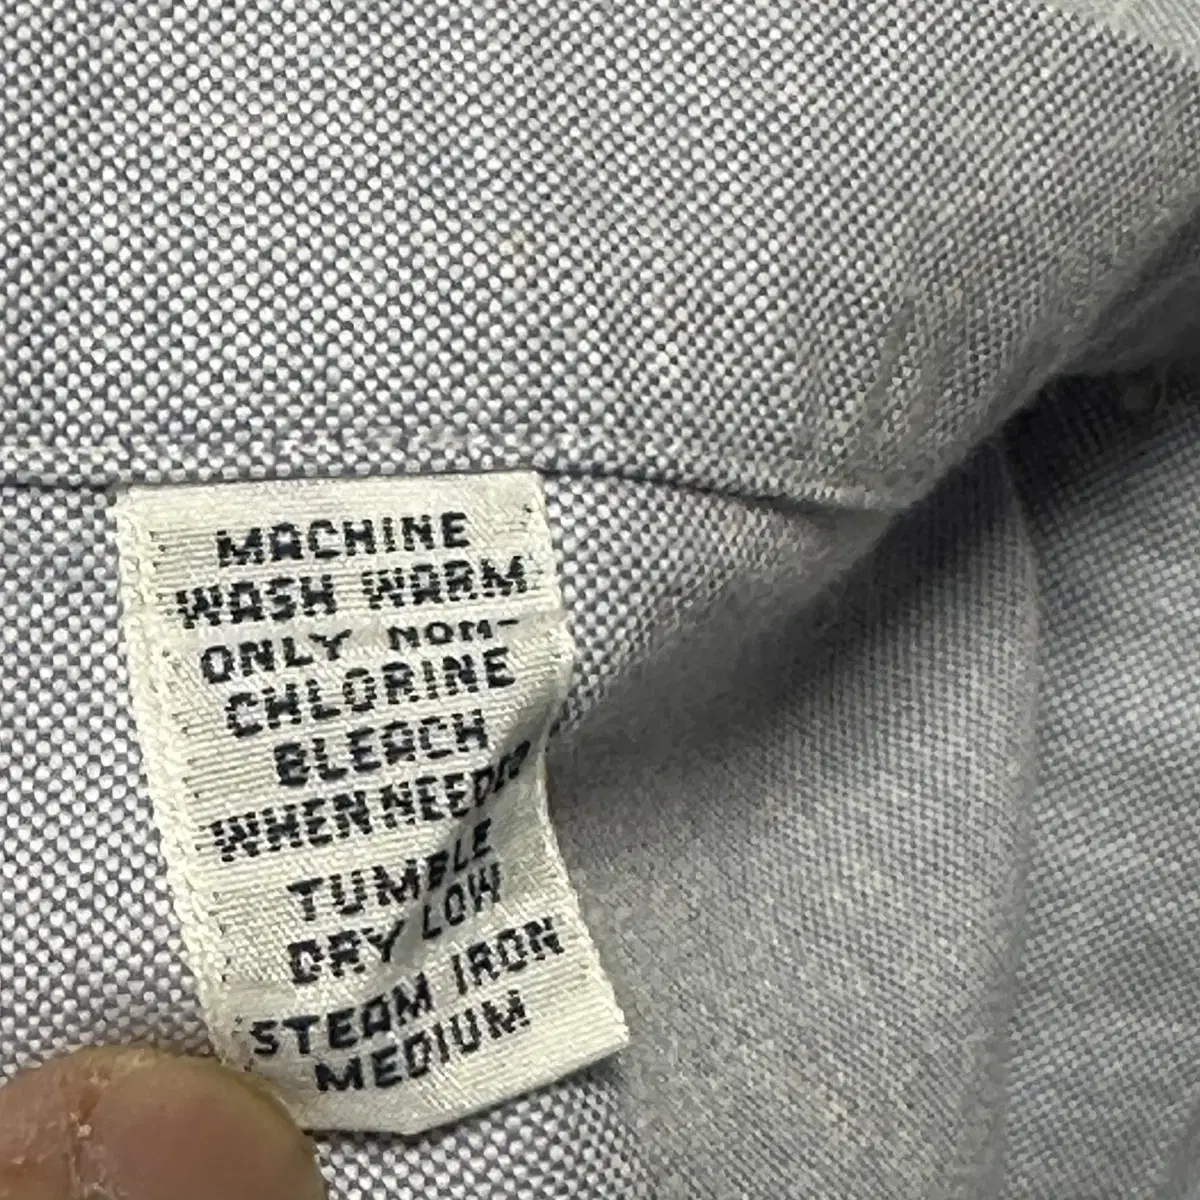 MACHINE
WASH WARM
ONLY NON-
CHLORINE
BLEACH
WHEN NEEDED
TUMBLE
DRY LOW
STEAM IRON
MEDIUM